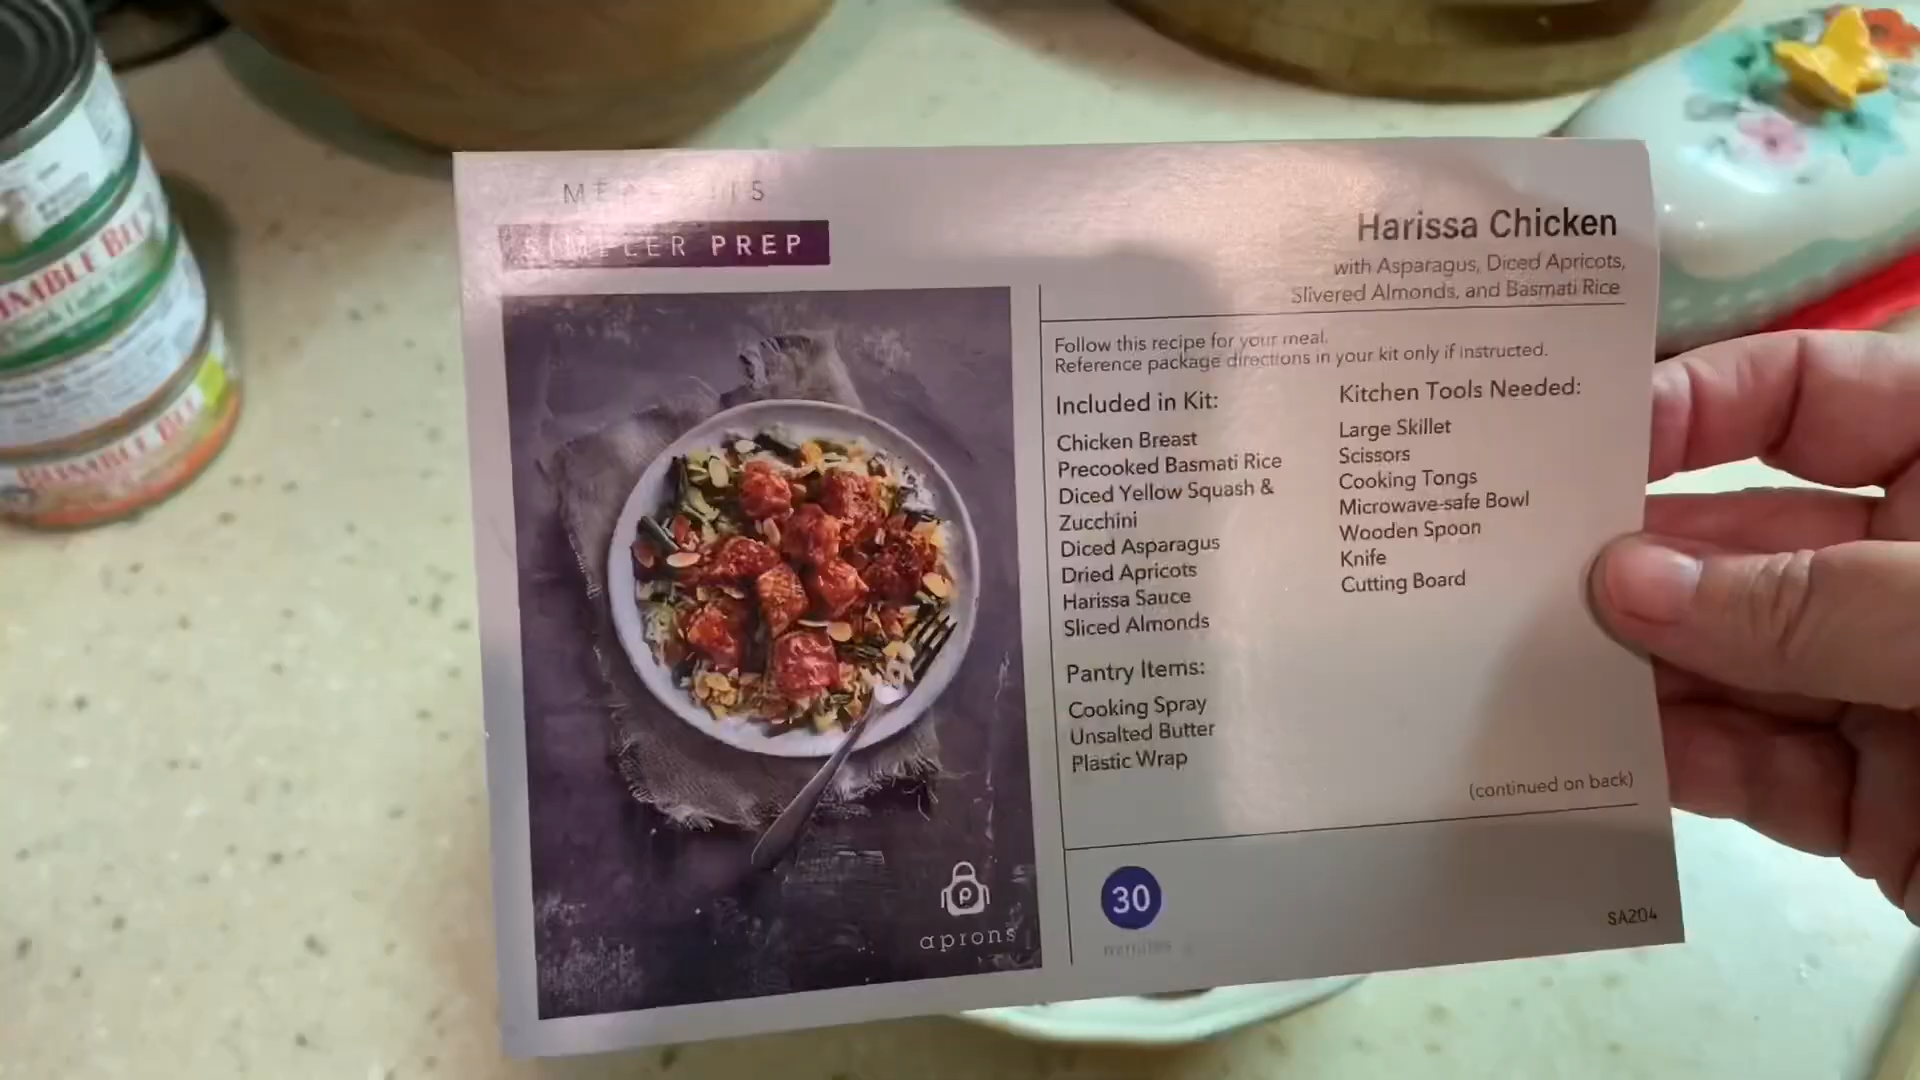 SIMPLER PREP
Harissa Chicken
with Asparagus, Diced Apricots,
Slivered Almonds, and Basmati Rice
Follow this recipe for your meal.
Reference package directions in your kit only if instructed.
Included in Kit:
Chicken Breast
Precooked Basmati Rice
Diced Yellow Squash &
Zucchini
Diced Asparagus
Dried Apricots
Harissa Sauce
Sliced Almonds
Pantry Items:
Cooking Spray
Unsalted Butter
Plastic Wrap
Kitchen Tools Needed:
Large Skillet
Scissors
Cooking Tongs
Microwave-safe Bowl
Wooden Spoon
Knife
Cutting Board
(continued on back)
30
minutes
SA204
P
aprons
BUMBLE BEE